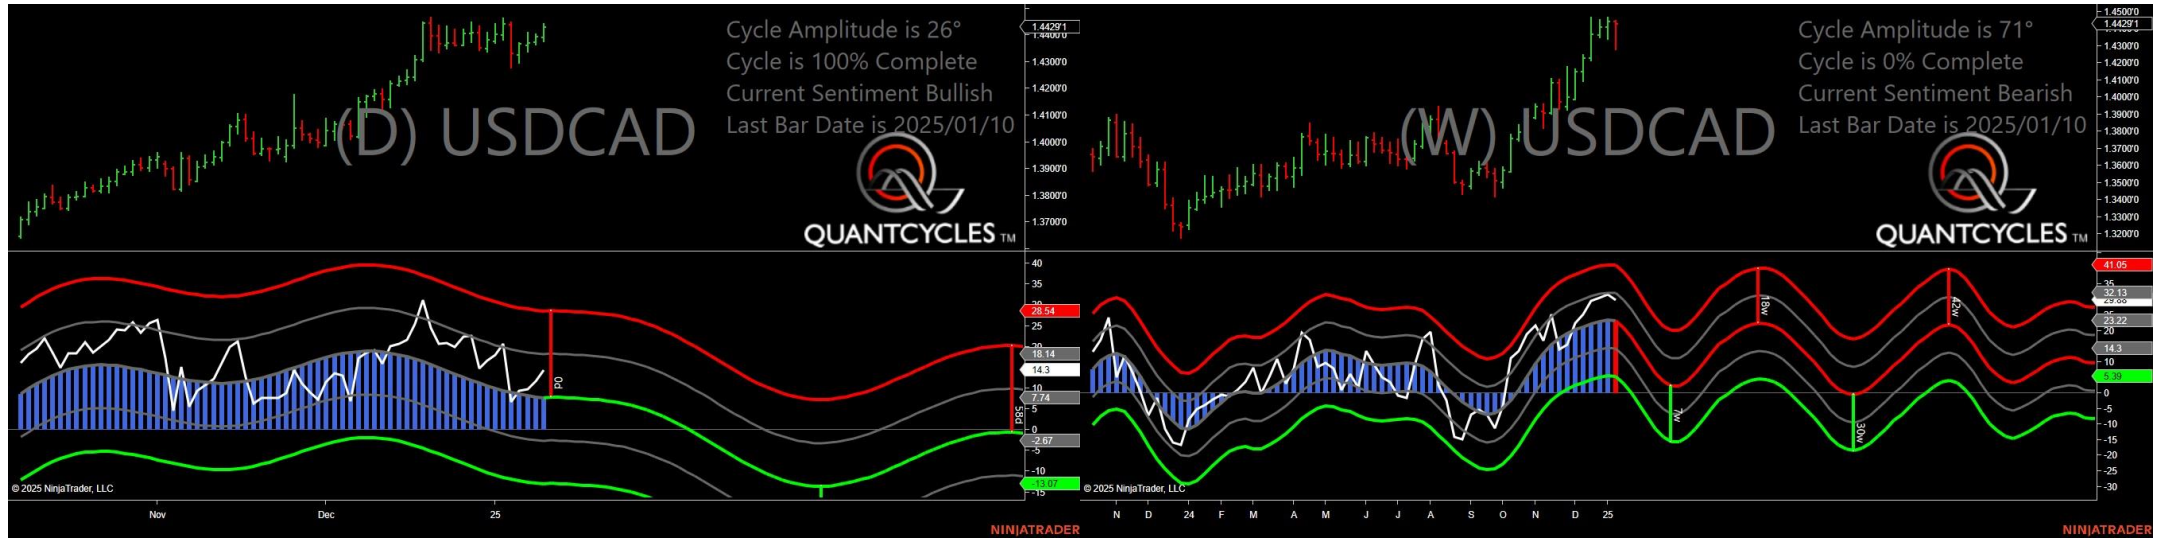 Cycle Amplitude is 26°
Cycle is 100% Complete
Current Sentiment Bullish
Last Bar Date is 2025/01/10
(D) USDCAD
QUANTCYCLES TM
1.4429'1
1.4400'0
1.4300'0
1.4200'0
1.4100'0
1.4000'0
1.3900'0
1.3800'0
1.3700'0
40
35
28.54
25
20
18.14
14.3
10
7.74
5
0
-2.67
-5
-10
-13.07
-15
0d
58d
© 2025 NinjaTrader, LLC
Nov Dec 25
NINJATRADER
Cycle Amplitude is 71°
Cycle is 0% Complete
Current Sentiment Bearish
Last Bar Date is 2025/01/10
(W) USDCAD
QUANTCYCLES TM
1.4500'0
1.4429'1
1.4300'0
1.4200'0
1.4100'0
1.4000'0
1.3900'0
1.3800'0
1.3700'0
1.3600'0
1.3500'0
1.3400'0
1.3300'0
1.3200'0
41.05
35
32.13
29.88
23.22
20
14.3
10
5.39
0
-5
-10
-15
-20
-25
-30
7w
18w
30w
42w
© 2025 NinjaTrader, LLC
N D 24 F M A M J J A S O N D 25
NINJATRADER